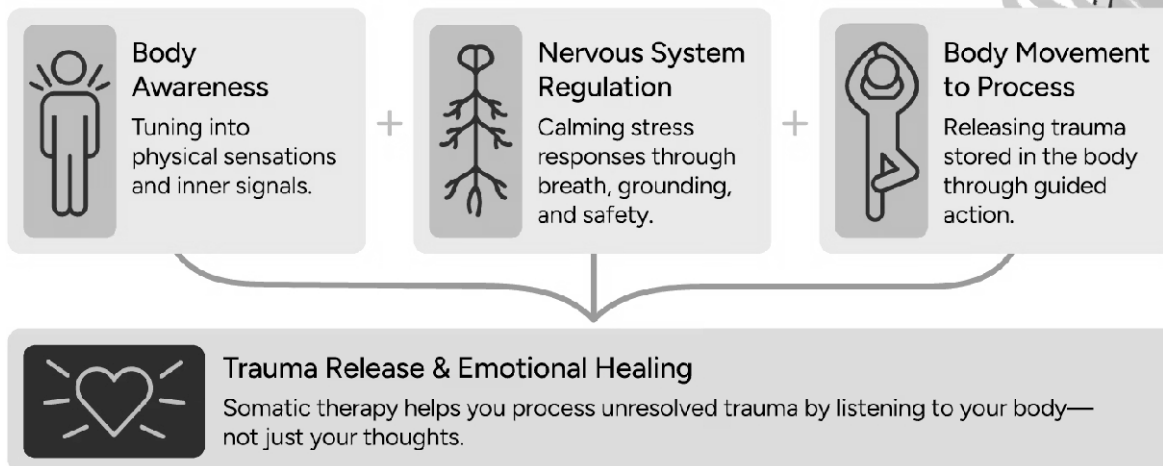 Body
Awareness
Tuning into
physical sensations
and inner signals.
+
Nervous System
Regulation
Calming stress
responses through
breath, grounding,
and safety.
+
Body Movement
to Process
Releasing trauma
stored in the body
through guided
action.
Trauma Release & Emotional Healing
Somatic therapy helps you process unresolved trauma by listening to your body—
not just your thoughts.